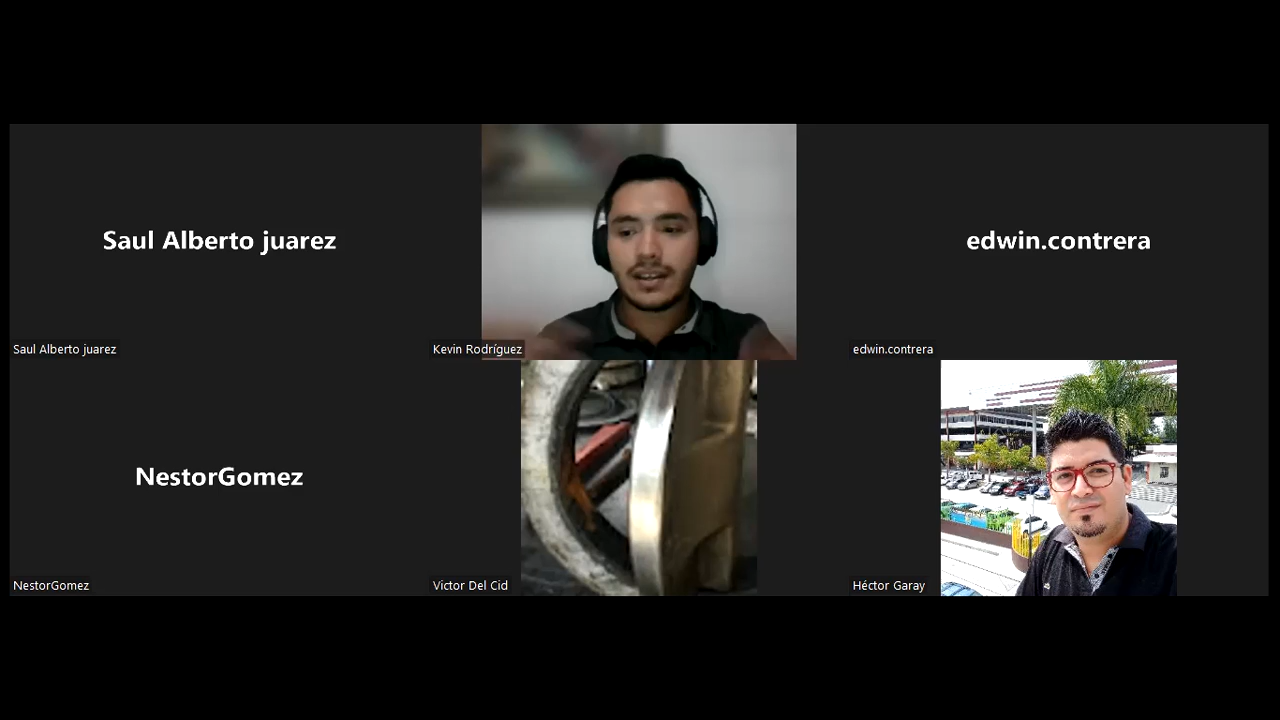 Saul Alberto juarez
edwin.contrera
Saul Alberto juarez
Kevin Rodríguez
edwin.contrera
NestorGomez
NestorGomez
Victor Del Cid
Héctor Garay